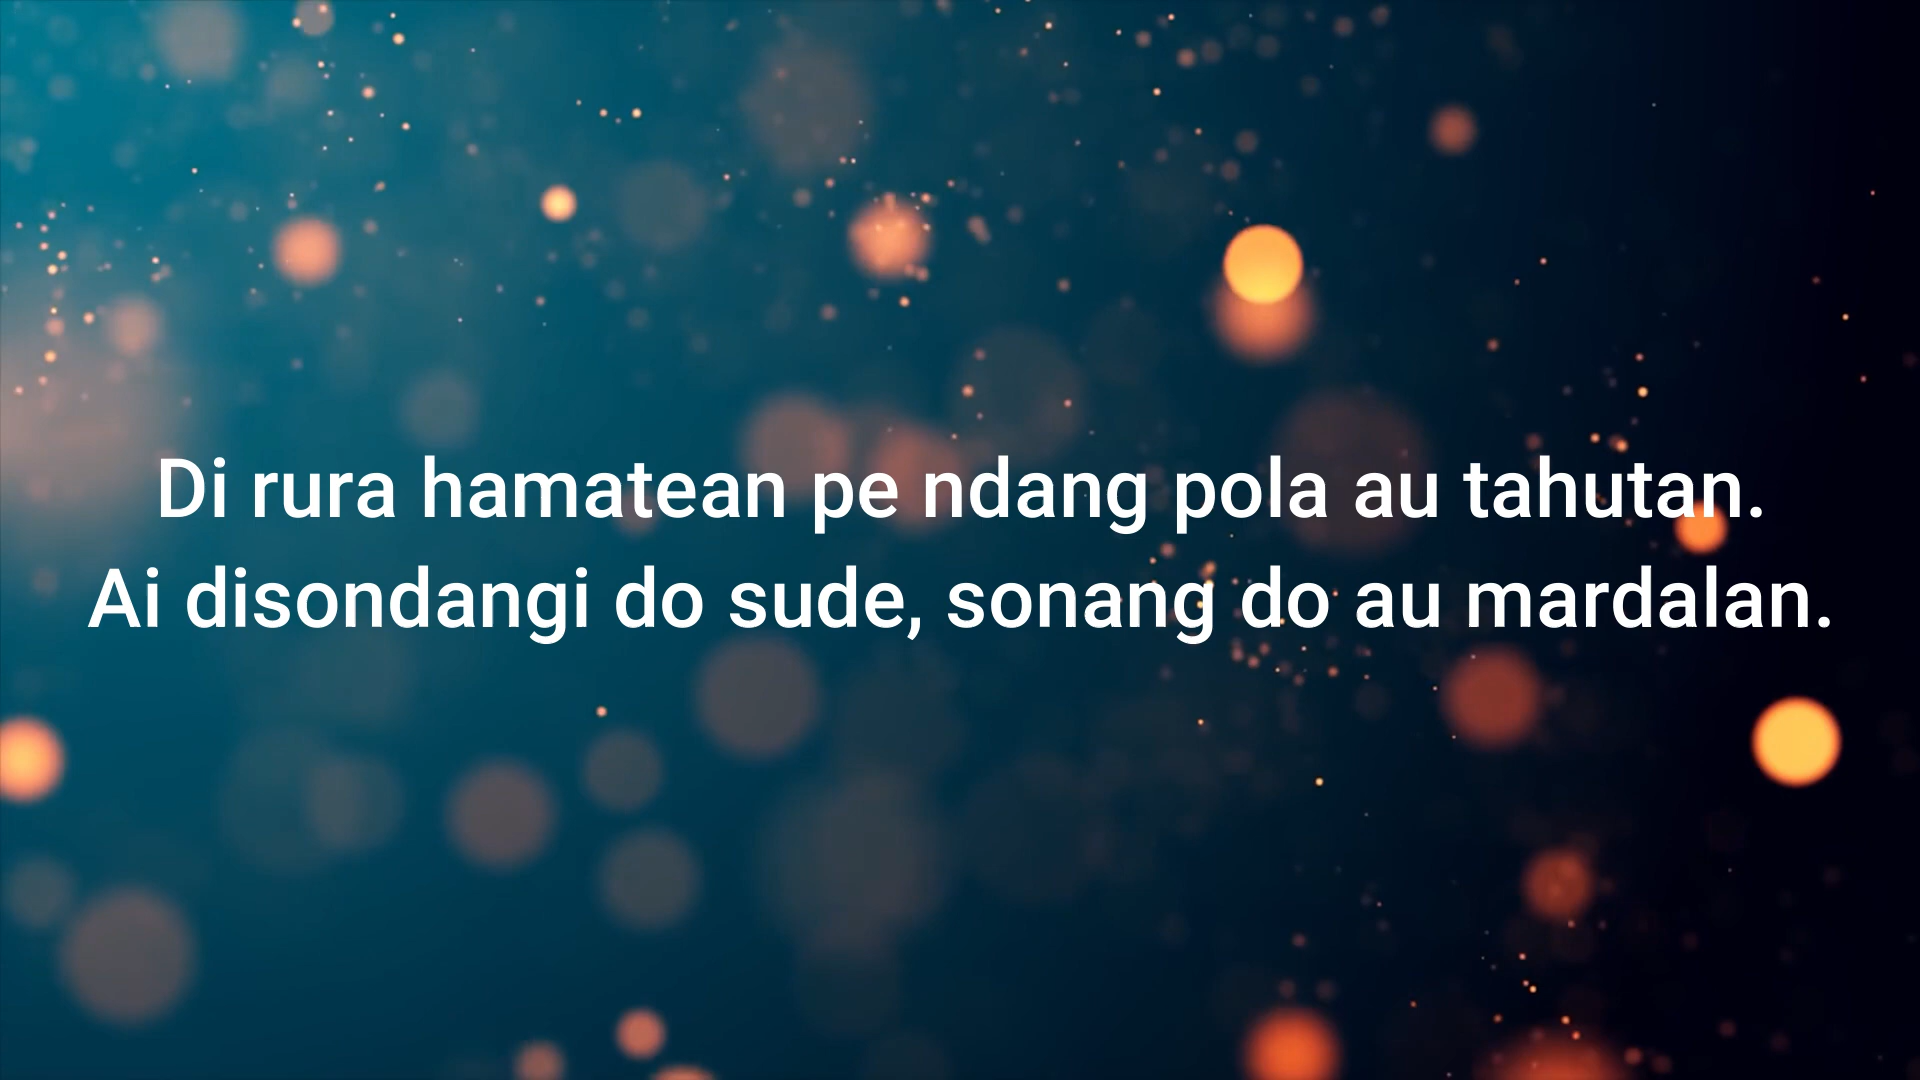 Di rura hamatean pe ndang pola au tahutan.
Ai disondangi do sude, sonang do au mardalan.